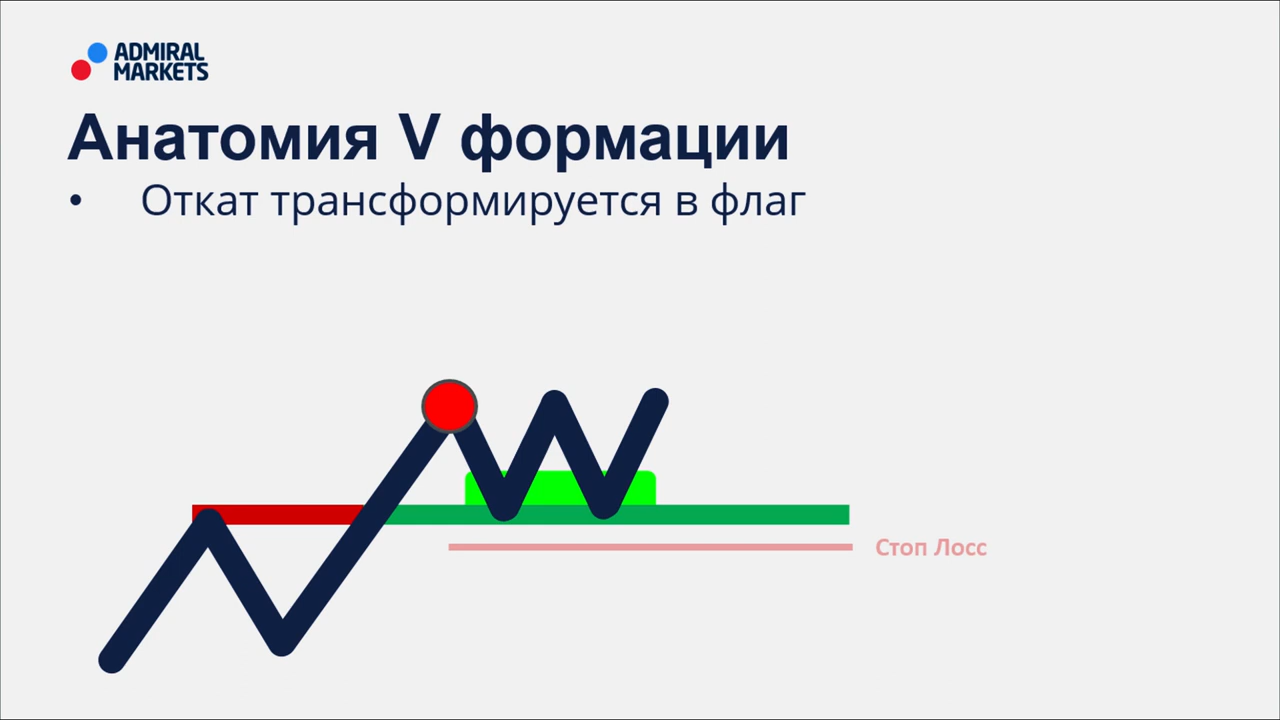 ADMIRAL
MARKETS
Анатомия V формации
• Откат трансформируется в флаг
Стоп Лосс